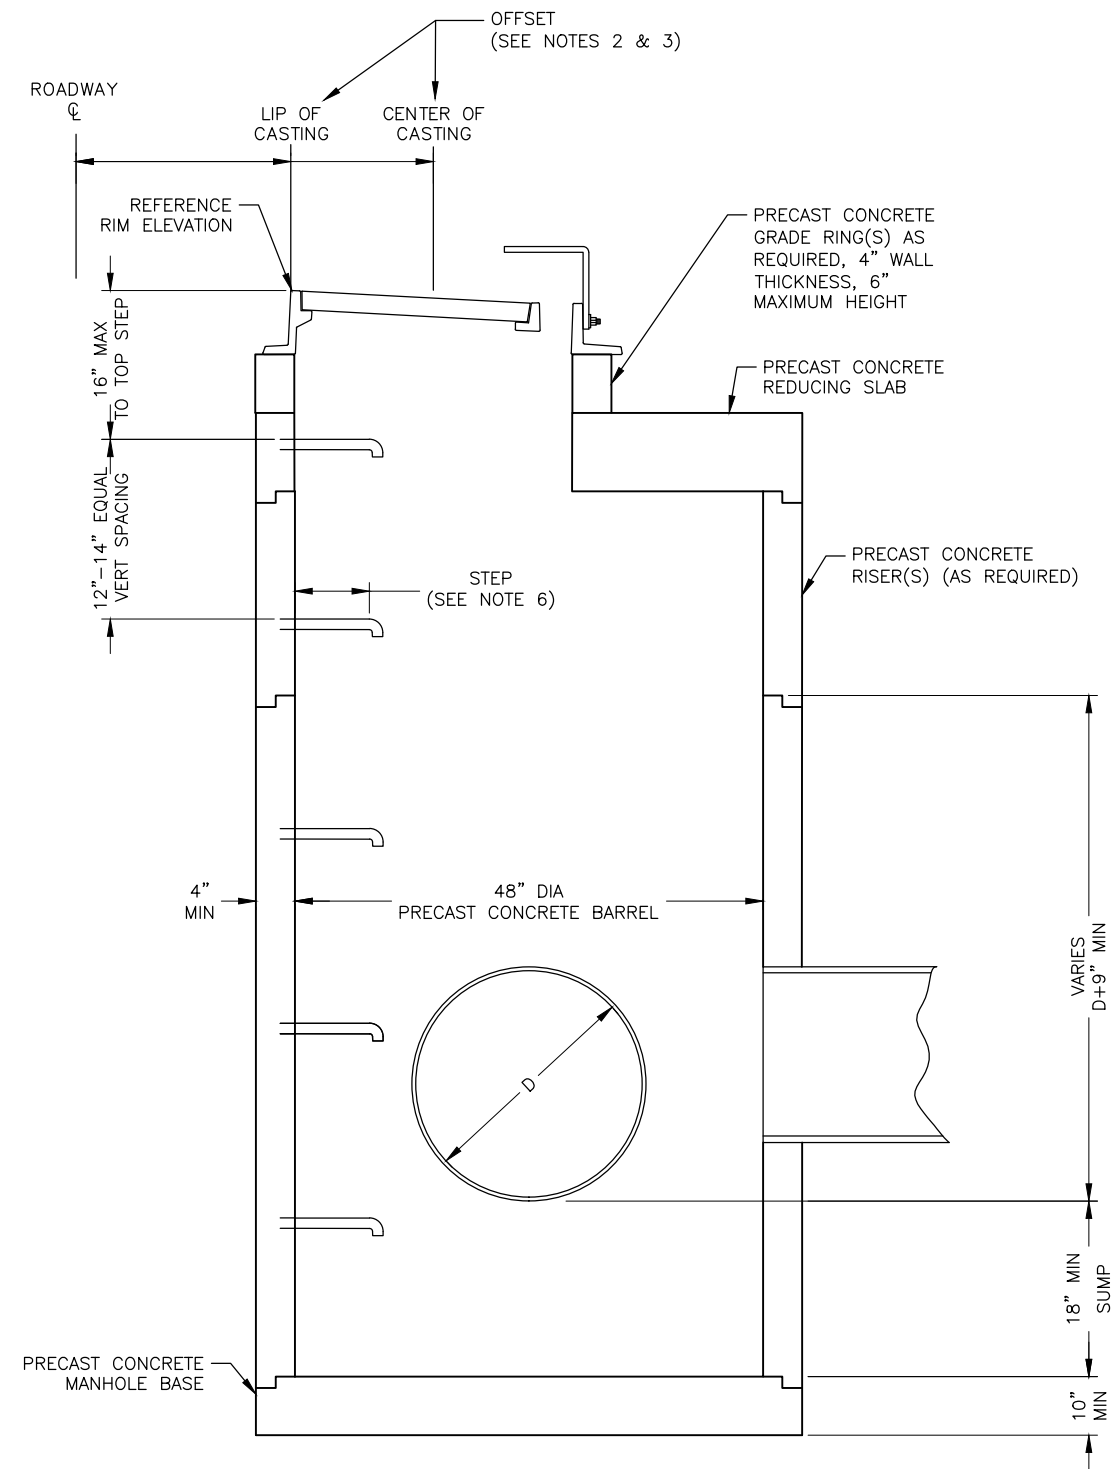 OFFSET
(SEE NOTES 2 & 3)
ROADWAY
℄
LIP OF
CASTING
CENTER OF
CASTING
REFERENCE
RIM ELEVATION
PRECAST CONCRETE
GRADE RING(S) AS
REQUIRED, 4" WALL
THICKNESS, 6"
MAXIMUM HEIGHT
16" MAX
TO TOP STEP
PRECAST CONCRETE
REDUCING SLAB
12"-14" EQUAL
VERT SPACING
PRECAST CONCRETE
RISER(S) (AS REQUIRED)
STEP
(SEE NOTE 6)
4"
MIN
48" DIA
PRECAST CONCRETE BARREL
VARIES
D+9" MIN
D
18" MIN
SUMP
PRECAST CONCRETE
MANHOLE BASE
10"
MIN